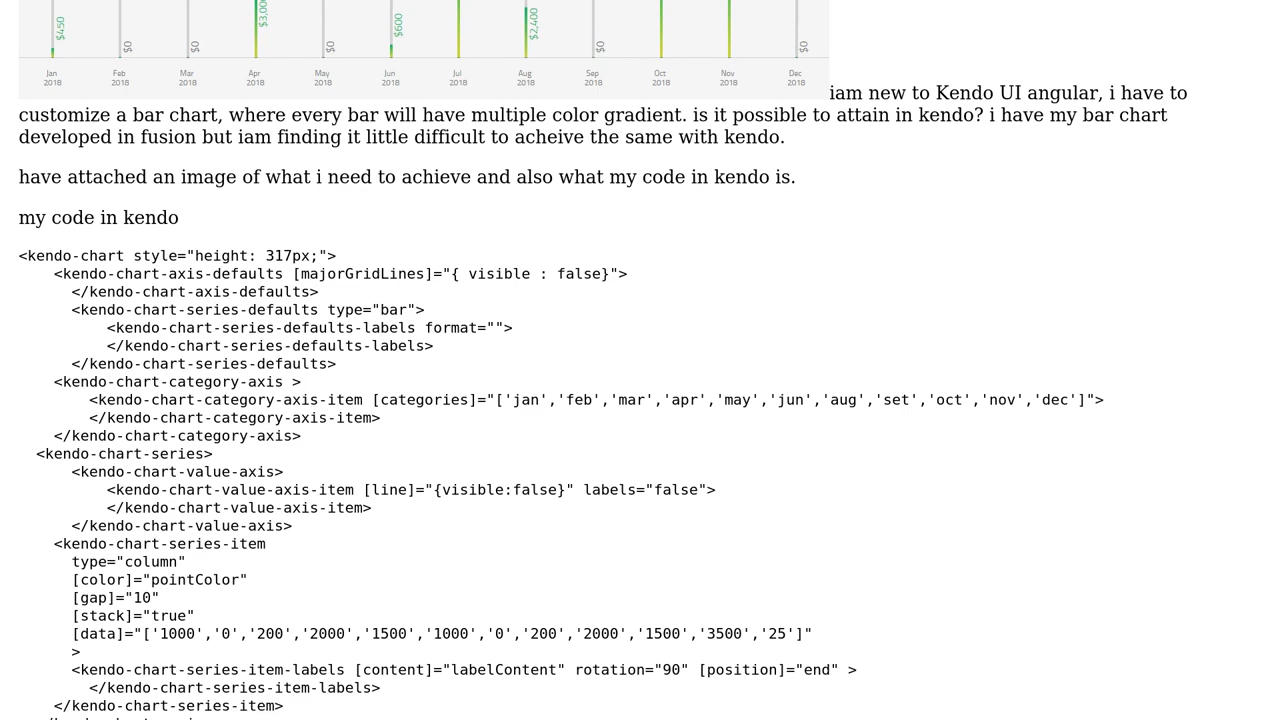 $450
$0
$0
$3,00
$0
$600
$2,400
$0
$0
Jan Feb Mar Apr May Jun Jul Aug Sep Oct Nov Dec
2018 2018 2018 2018 2018 2018 2018 2018 2018 2018 2018 2018
iam new to Kendo UI angular, i have to
customize a bar chart, where every bar will have multiple color gradient. is it possible to attain in kendo? i have my bar chart
developed in fusion but iam finding it little difficult to acheive the same with kendo.
have attached an image of what i need to achieve and also what my code in kendo is.
my code in kendo
<kendo-chart style="height: 317px;">
    <kendo-chart-axis-defaults [majorGridLines]="{ visible : false}">
      </kendo-chart-axis-defaults>
      <kendo-chart-series-defaults type="bar">
          <kendo-chart-series-defaults-labels format="">
          </kendo-chart-series-defaults-labels>
      </kendo-chart-series-defaults>
    <kendo-chart-category-axis >
        <kendo-chart-category-axis-item [categories]="['jan','feb','mar','apr','may','jun','aug','set','oct','nov','dec']">
        </kendo-chart-category-axis-item>
    </kendo-chart-category-axis>
  <kendo-chart-series>
      <kendo-chart-value-axis>
          <kendo-chart-value-axis-item [line]="{visible:false}" labels="false">
          </kendo-chart-value-axis-item>
      </kendo-chart-value-axis>
    <kendo-chart-series-item
      type="column"
      [color]="pointColor"
      [gap]="10"
      [stack]="true"
      [data]="['1000','0','200','2000','1500','1000','0','200','2000','1500','3500','25']"
      >
      <kendo-chart-series-item-labels [content]="labelContent" rotation="90" [position]="end" >
        </kendo-chart-series-item-labels>
    </kendo-chart-series-item>